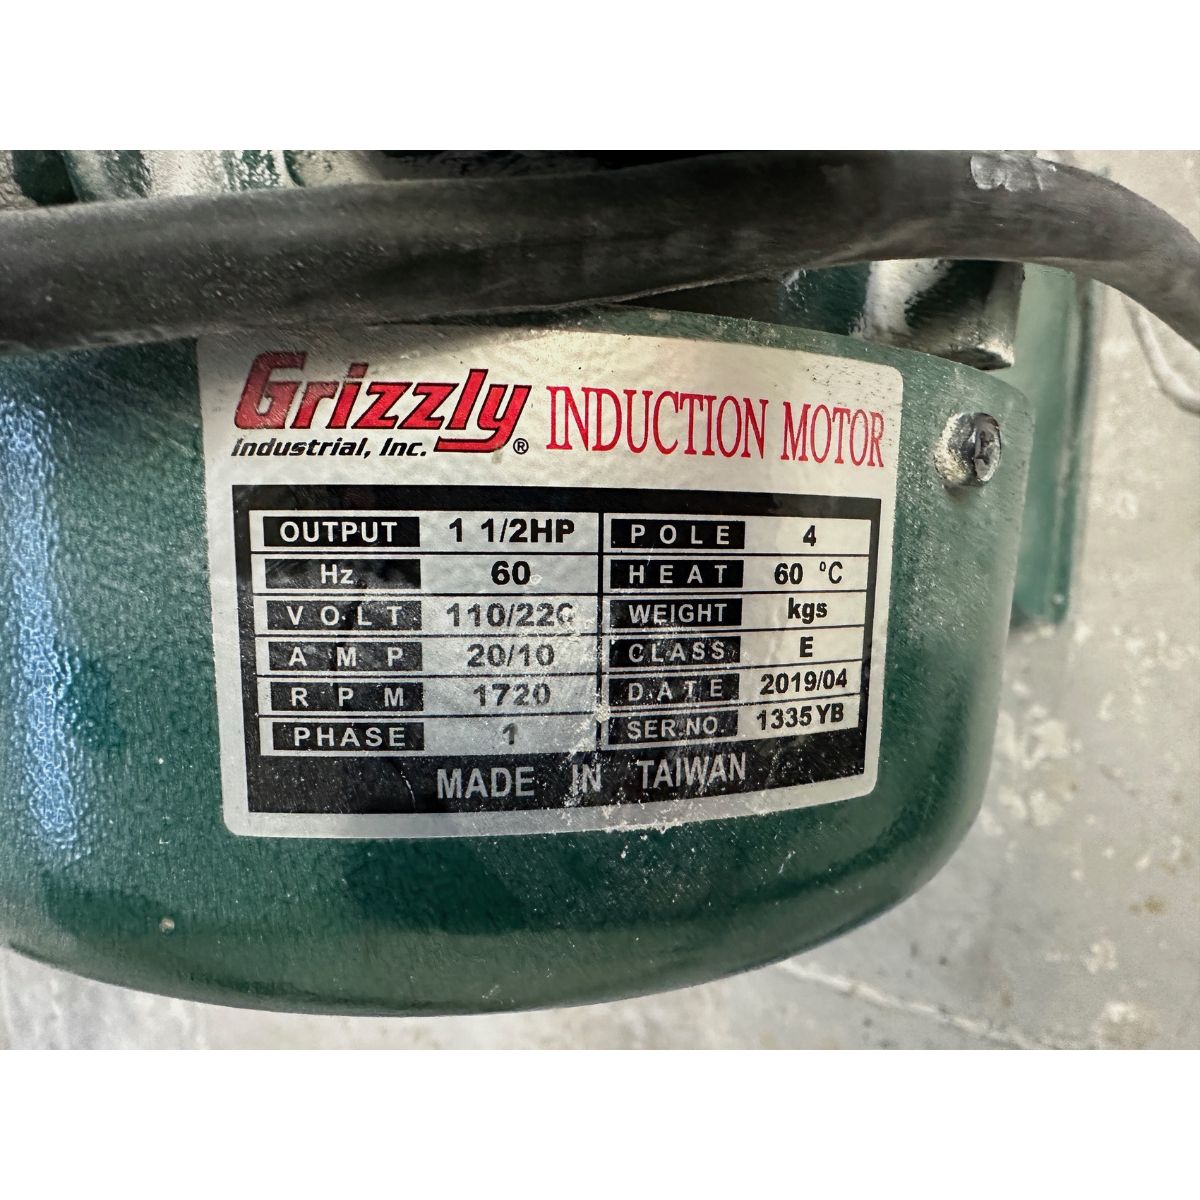 Grizzly
Industrial, Inc.® INDUCTION MOTOR
OUTPUT 1 1/2HP POLE 4
Hz 60 HEAT 60 °C
VOLT 110/220 WEIGHT kgs
AMP 20/10 CLASS E
RPM 1720 DATE 2019/04
PHASE 1 SER.NO. 1335YB
MADE IN TAIWAN